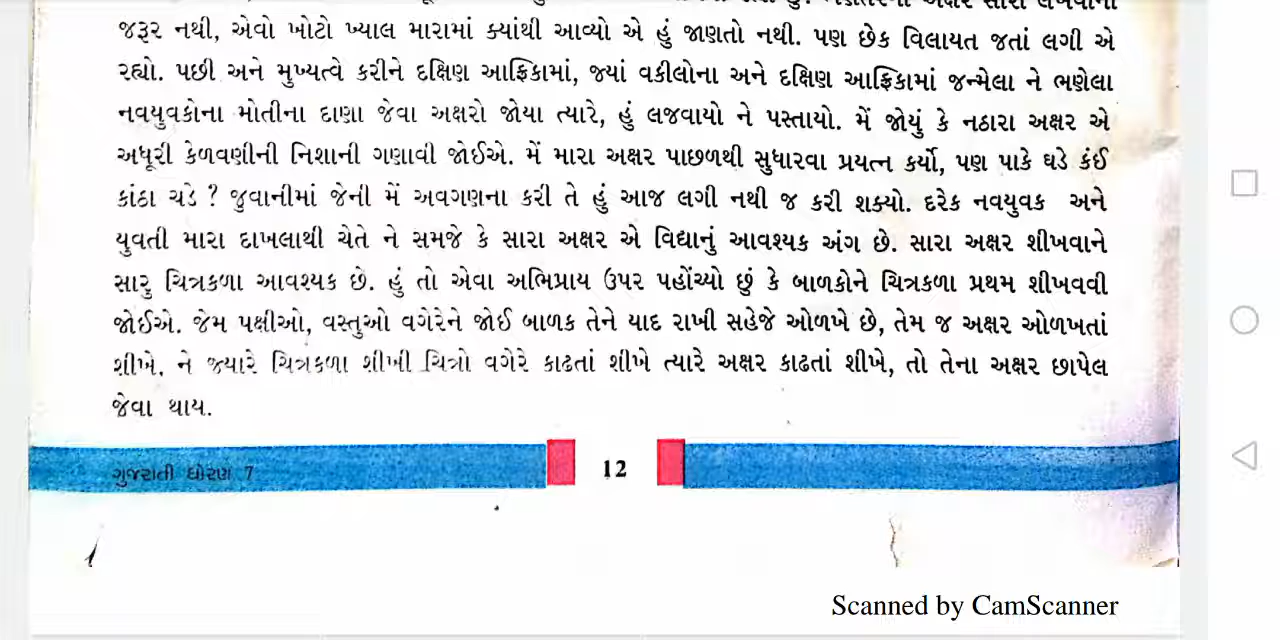 જરૂર નથી, એવો ખોટો ખ્યાલ મારામાં ક્યાંથી આવ્યો એ હું જાણતો નથી. પણ છેક વિલાયત જતાં લગી એ
રહ્યો. પછી અને મુખ્યત્વે કરીને દક્ષિણ આફ્રિકામાં, જ્યાં વકીલોના અને દક્ષિણ આફ્રિકામાં જન્મેલા ને ભણેલા
નવયુવકોના મોતીના દાણા જેવા અક્ષરો જોયા ત્યારે, હું લજવાયો ને પસ્તાયો. મેં જોયું કે નઠારા અક્ષર એ
અધૂરી કેળવણીની નિશાની ગણાવી જોઈએ. મેં મારા અક્ષર પાછળથી સુધારવા પ્રયત્ન કર્યો, પણ પાકે ઘડે કંઈ
કાંઠા ચડે ? જુવાનીમાં જેની મેં અવગણના કરી તે હું આજ લગી નથી જ કરી શક્યો. દરેક નવયુવક અને
યુવતી મારા દાખલાથી ચેતે ને સમજે કે સારા અક્ષર એ વિદ્યાનું આવશ્યક અંગ છે. સારા અક્ષર શીખવાને
સારુ ચિત્રકળા આવશ્યક છે. હું તો એવા અભિપ્રાય ઉપર પહોંચ્યો છું કે બાળકોને ચિત્રકળા પ્રથમ શીખવવી
જોઈએ. જેમ પક્ષીઓ, વસ્તુઓ વગેરેને જોઈ બાળક તેને યાદ રાખી સહેજે ઓળખે છે, તેમ જ અક્ષર ઓળખતાં
શીખે. ને જ્યારે ચિત્રકળા શીખી ચિત્રો વગેરે કાઢતાં શીખે ત્યારે અક્ષર કાઢતાં શીખે, તો તેના અક્ષર છાપેલ
જેવા થાય.
ગુજરાતી ધોરણ 7
12
Scanned by CamScanner